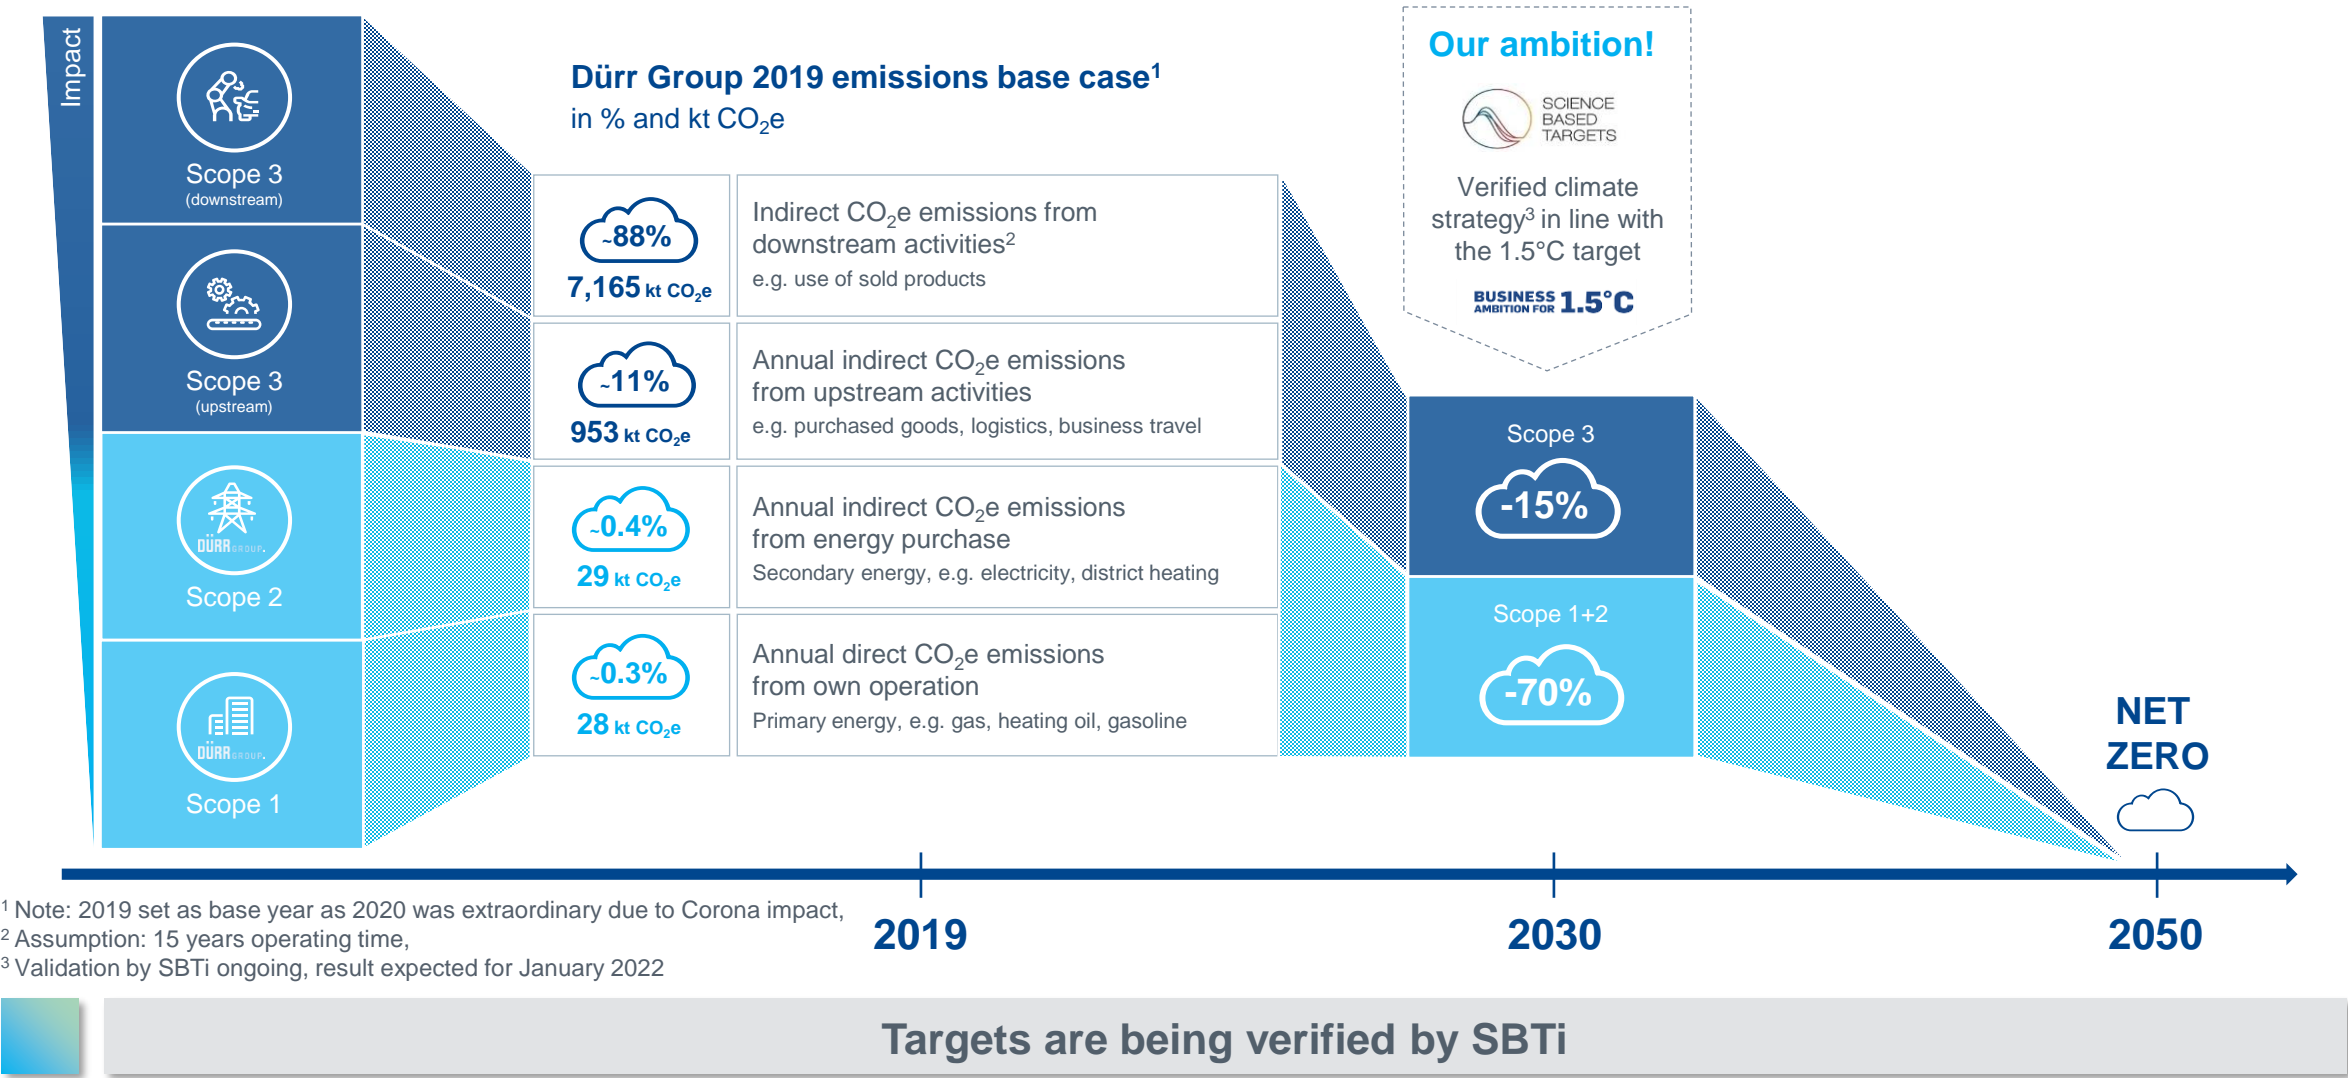 Impact
Scope 3
(downstream)
Scope 3
(upstream)
DÜRR GROUP.
Scope 2
DÜRR GROUP.
Scope 1
Dürr Group 2019 emissions base case¹
in % and kt CO₂e
~88%
7,165 kt CO₂e
Indirect CO₂e emissions from
downstream activities²
e.g. use of sold products
~11%
953 kt CO₂e
Annual indirect CO₂e emissions
from upstream activities
e.g. purchased goods, logistics, business travel
~0.4%
29 kt CO₂e
Annual indirect CO₂e emissions
from energy purchase
Secondary energy, e.g. electricity, district heating
~0.3%
28 kt CO₂e
Annual direct CO₂e emissions
from own operation
Primary energy, e.g. gas, heating oil, gasoline
Our ambition!
SCIENCE
BASED
TARGETS
Verified climate
strategy³ in line with
the 1.5°C target
BUSINESS
AMBITION FOR 1.5°C
Scope 3
-15%
Scope 1+2
-70%
NET
ZERO
2019
2030
2050
¹ Note: 2019 set as base year as 2020 was extraordinary due to Corona impact,
² Assumption: 15 years operating time,
³ Validation by SBTi ongoing, result expected for January 2022
Targets are being verified by SBTi